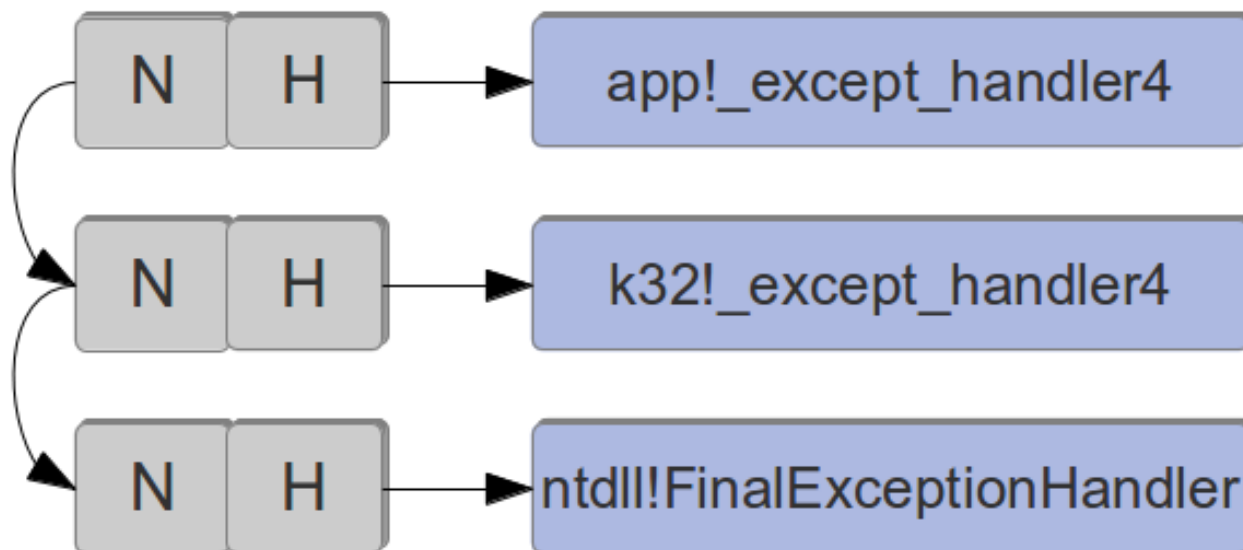 N H app!_except_handler4
N H k32!_except_handler4
N H ntdll!FinalExceptionHandler